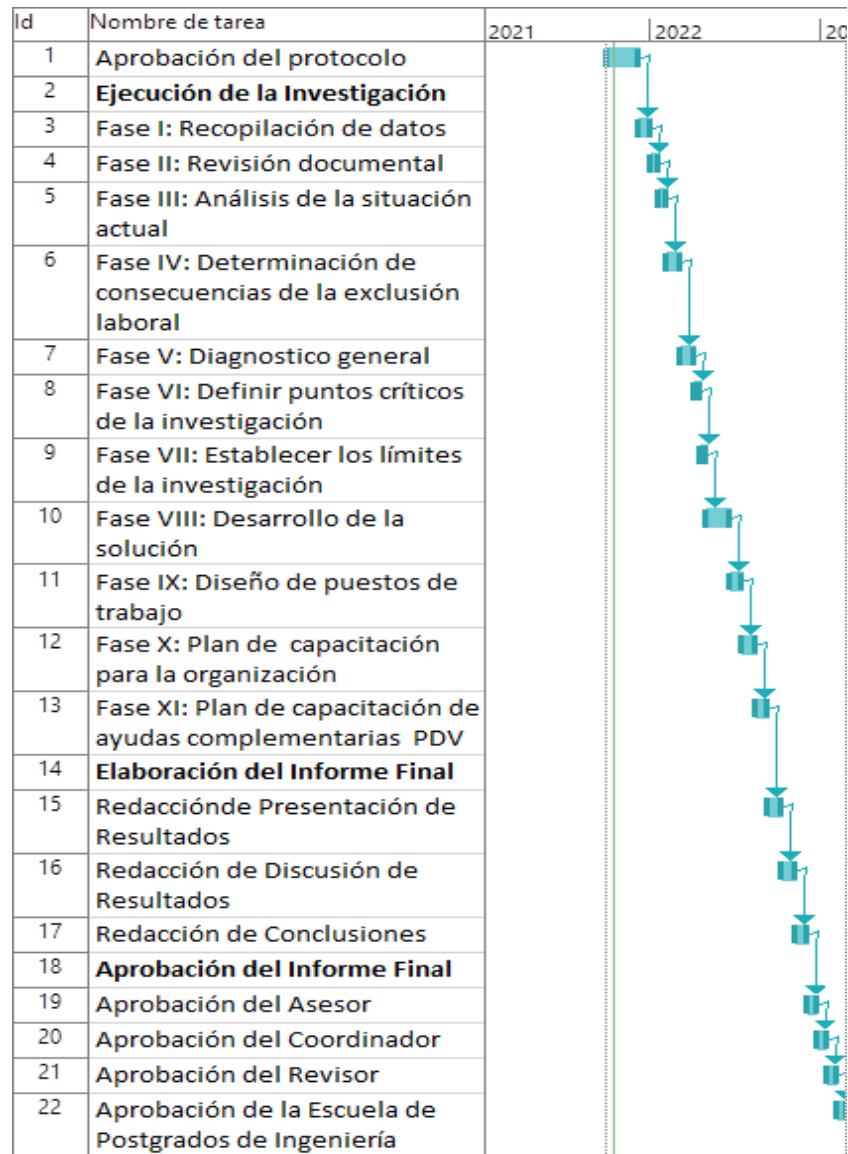 Id Nombre de tarea 2021 2022 20
1 Aprobación del protocolo
2 Ejecución de la Investigación
3 Fase I: Recopilación de datos
4 Fase II: Revisión documental
5 Fase III: Análisis de la situación
actual
6 Fase IV: Determinación de
consecuencias de la exclusión
laboral
7 Fase V: Diagnostico general
8 Fase VI: Definir puntos críticos
de la investigación
9 Fase VII: Establecer los límites
de la investigación
10 Fase VIII: Desarrollo de la
solución
11 Fase IX: Diseño de puestos de
trabajo
12 Fase X: Plan de capacitación
para la organización
13 Fase XI: Plan de capacitación de
ayudas complementarias PDV
14 Elaboración del Informe Final
15 Redacciónde Presentación de
Resultados
16 Redacción de Discusión de
Resultados
17 Redacción de Conclusiones
18 Aprobación del Informe Final
19 Aprobación del Asesor
20 Aprobación del Coordinador
21 Aprobación del Revisor
22 Aprobación de la Escuela de
Postgrados de Ingeniería